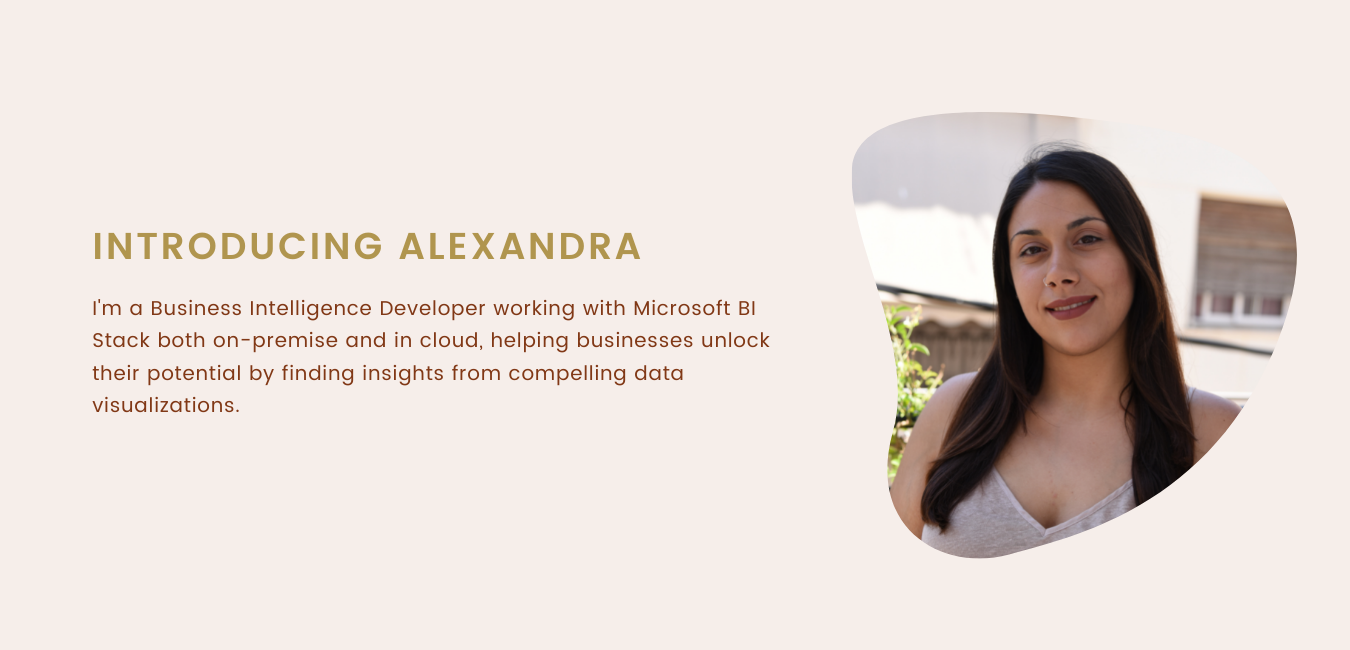 INTRODUCING ALEXANDRA
I'm a Business Intelligence Developer working with Microsoft BI
Stack both on-premise and in cloud, helping businesses unlock
their potential by finding insights from compelling data
visualizations.